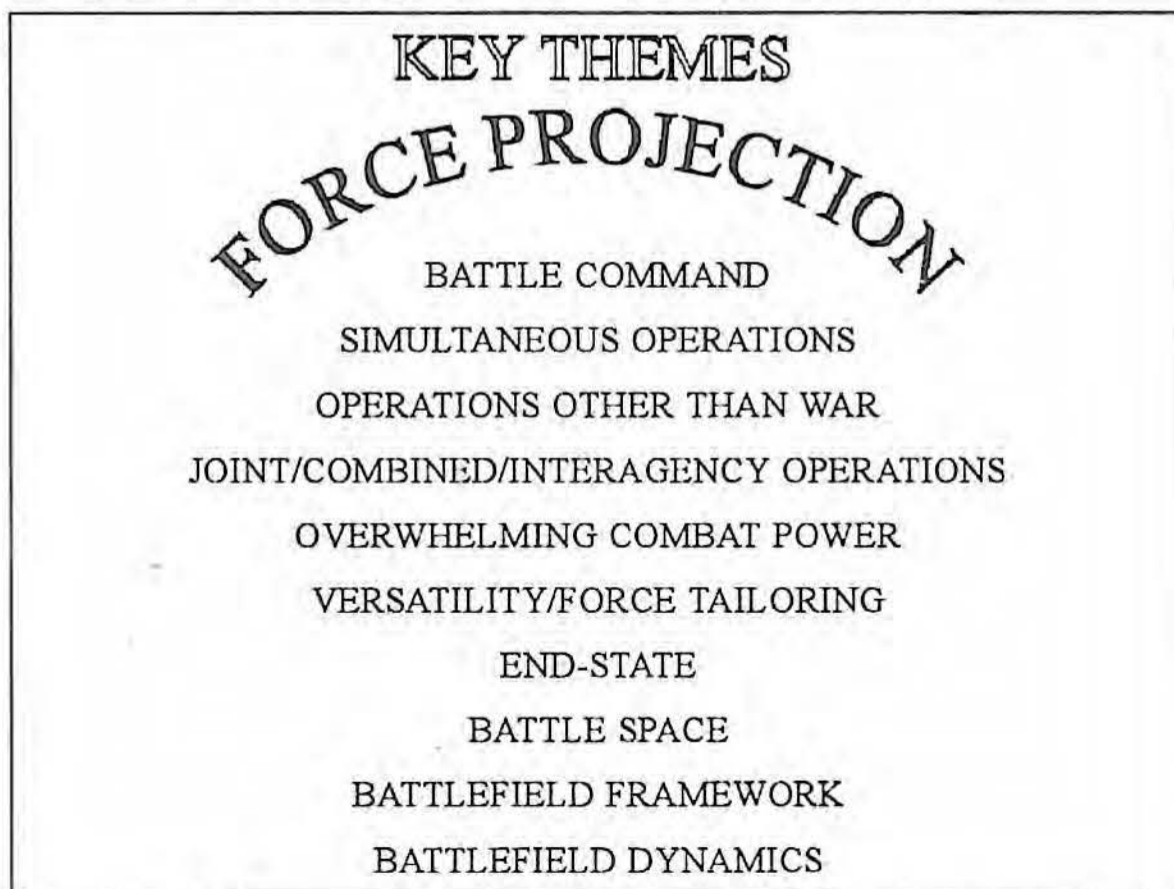 KEY THEMES
FORCE PROJECTION
BATTLE COMMAND
SIMULTANEOUS OPERATIONS
OPERATIONS OTHER THAN WAR
JOINT/COMBINED/INTERAGENCY OPERATIONS
OVERWHELMING COMBAT POWER
VERSATILITY/FORCE TAILORING
END-STATE
BATTLE SPACE
BATTLEFIELD FRAMEWORK
BATTLEFIELD DYNAMICS